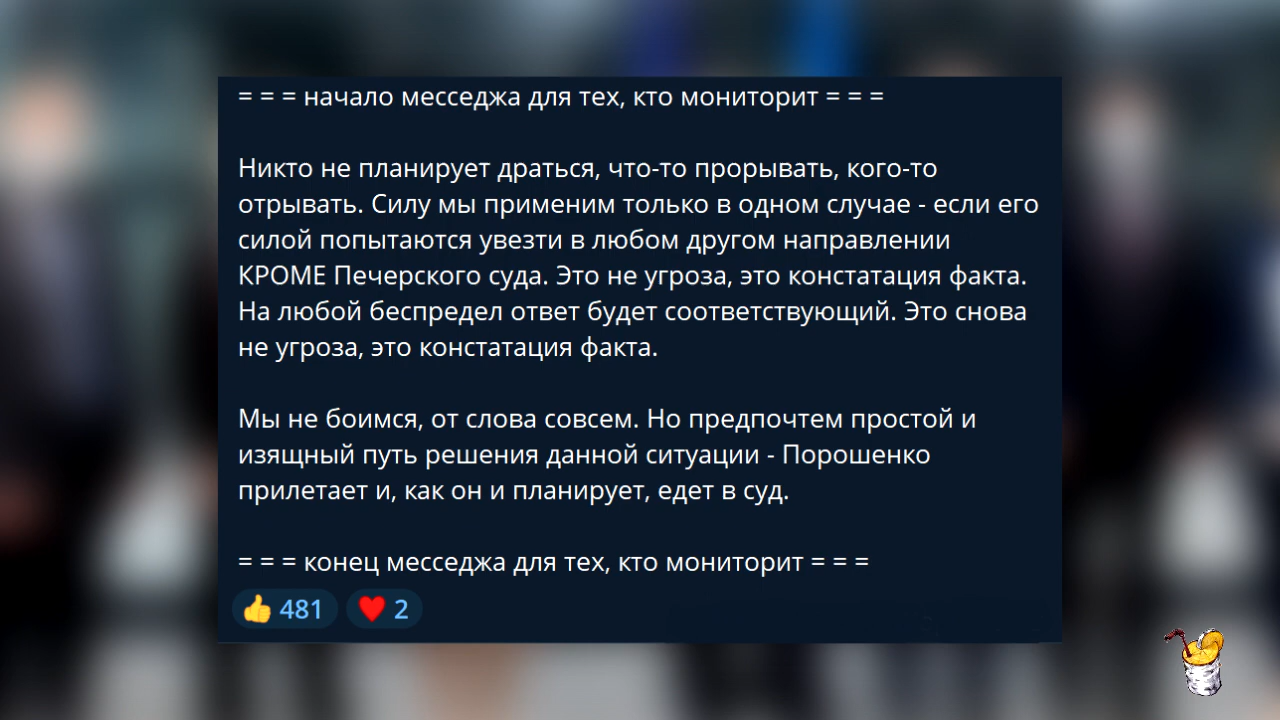 = = = начало месседжа для тех, кто мониторит = = =
Никто не планирует драться, что-то прорывать, кого-то
отрывать. Силу мы применим только в одном случае - если его
силой попытаются увезти в любом другом направлении
КРОМЕ Печерского суда. Это не угроза, это констатация факта.
На любой беспредел ответ будет соответствующий. Это снова
не угроза, это констатация факта.
Мы не боимся, от слова совсем. Но предпочтем простой и
изящный путь решения данной ситуации - Порошенко
прилетает и, как он и планирует, едет в суд.
= = = конец месседжа для тех, кто мониторит = = =
👍 481 ❤️ 2